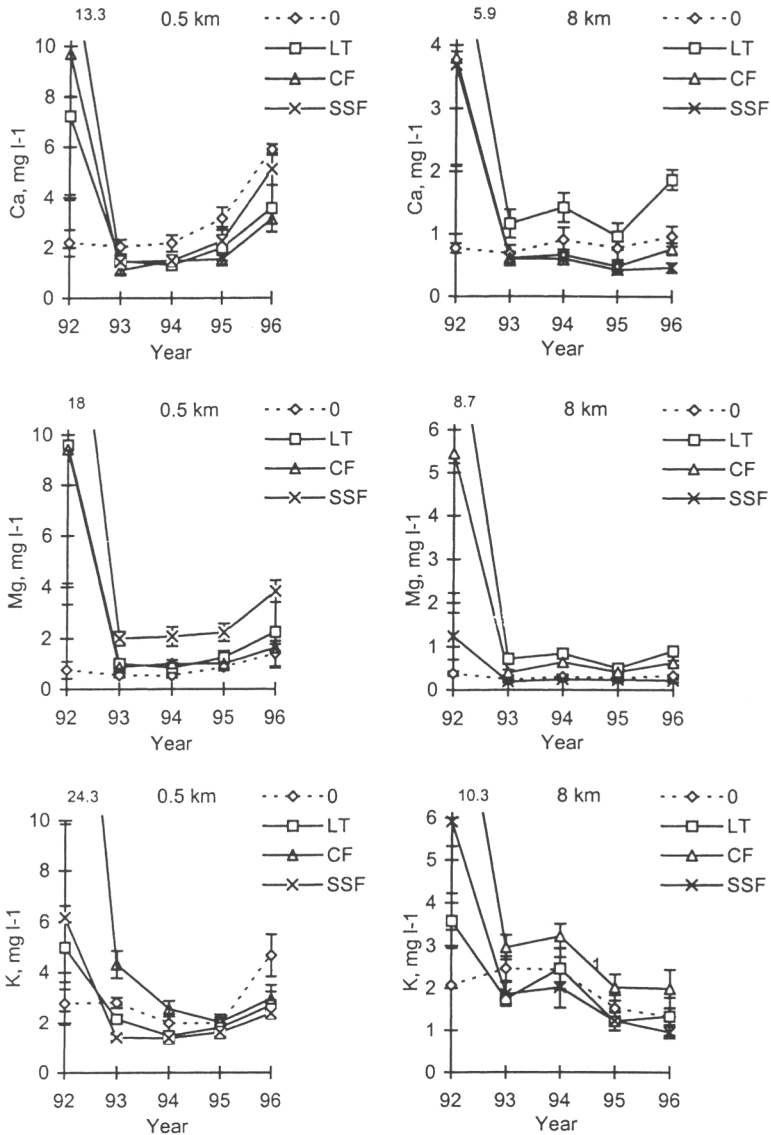 13.3 0.5 km 0
LT
CF
SSF
10
8
6
4
2
0
Ca, mg l-1
92 93 94 95 96
Year
5.9 8 km 0
LT
CF
SSF
4
3
2
1
0
Ca, mg l-1
92 93 94 95 96
Year
18 0.5 km 0
LT
CF
SSF
10
8
6
4
2
0
Mg, mg l-1
92 93 94 95 96
Year
8.7 8 km 0
LT
CF
SSF
6
5
4
3
2
1
0
Mg, mg l-1
92 93 94 95 96
Year
24.3 0.5 km 0
LT
CF
SSF
10
8
6
4
2
0
K, mg l-1
92 93 94 95 96
Year
10.3 8 km 0
LT
CF
SSF
6
5
4
3
2
1
0
K, mg l-1
1
92 93 94 95 96
Year